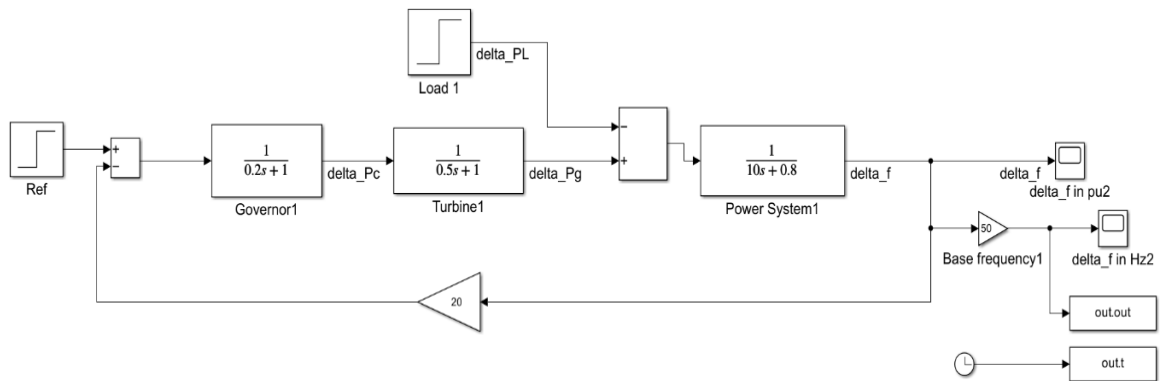 delta_PL
Load 1
Ref
+
−
1
0.2s + 1
Governor1
delta_Pc
1
0.5s + 1
Turbine1
delta_Pg
−
+
1
10s + 0.8
Power System1
delta_f
delta_f
delta_f in pu2
50
Base frequency1
delta_f in Hz2
20
out.out
out.t